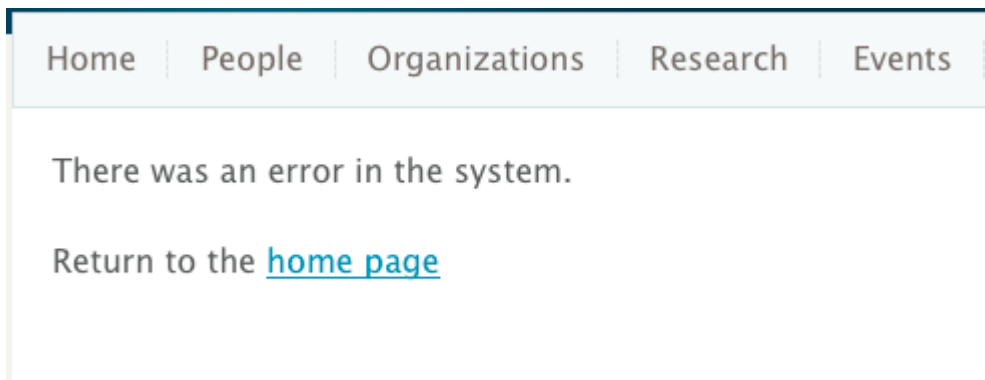 Home People Organizations Research Events
There was an error in the system.
Return to the home page